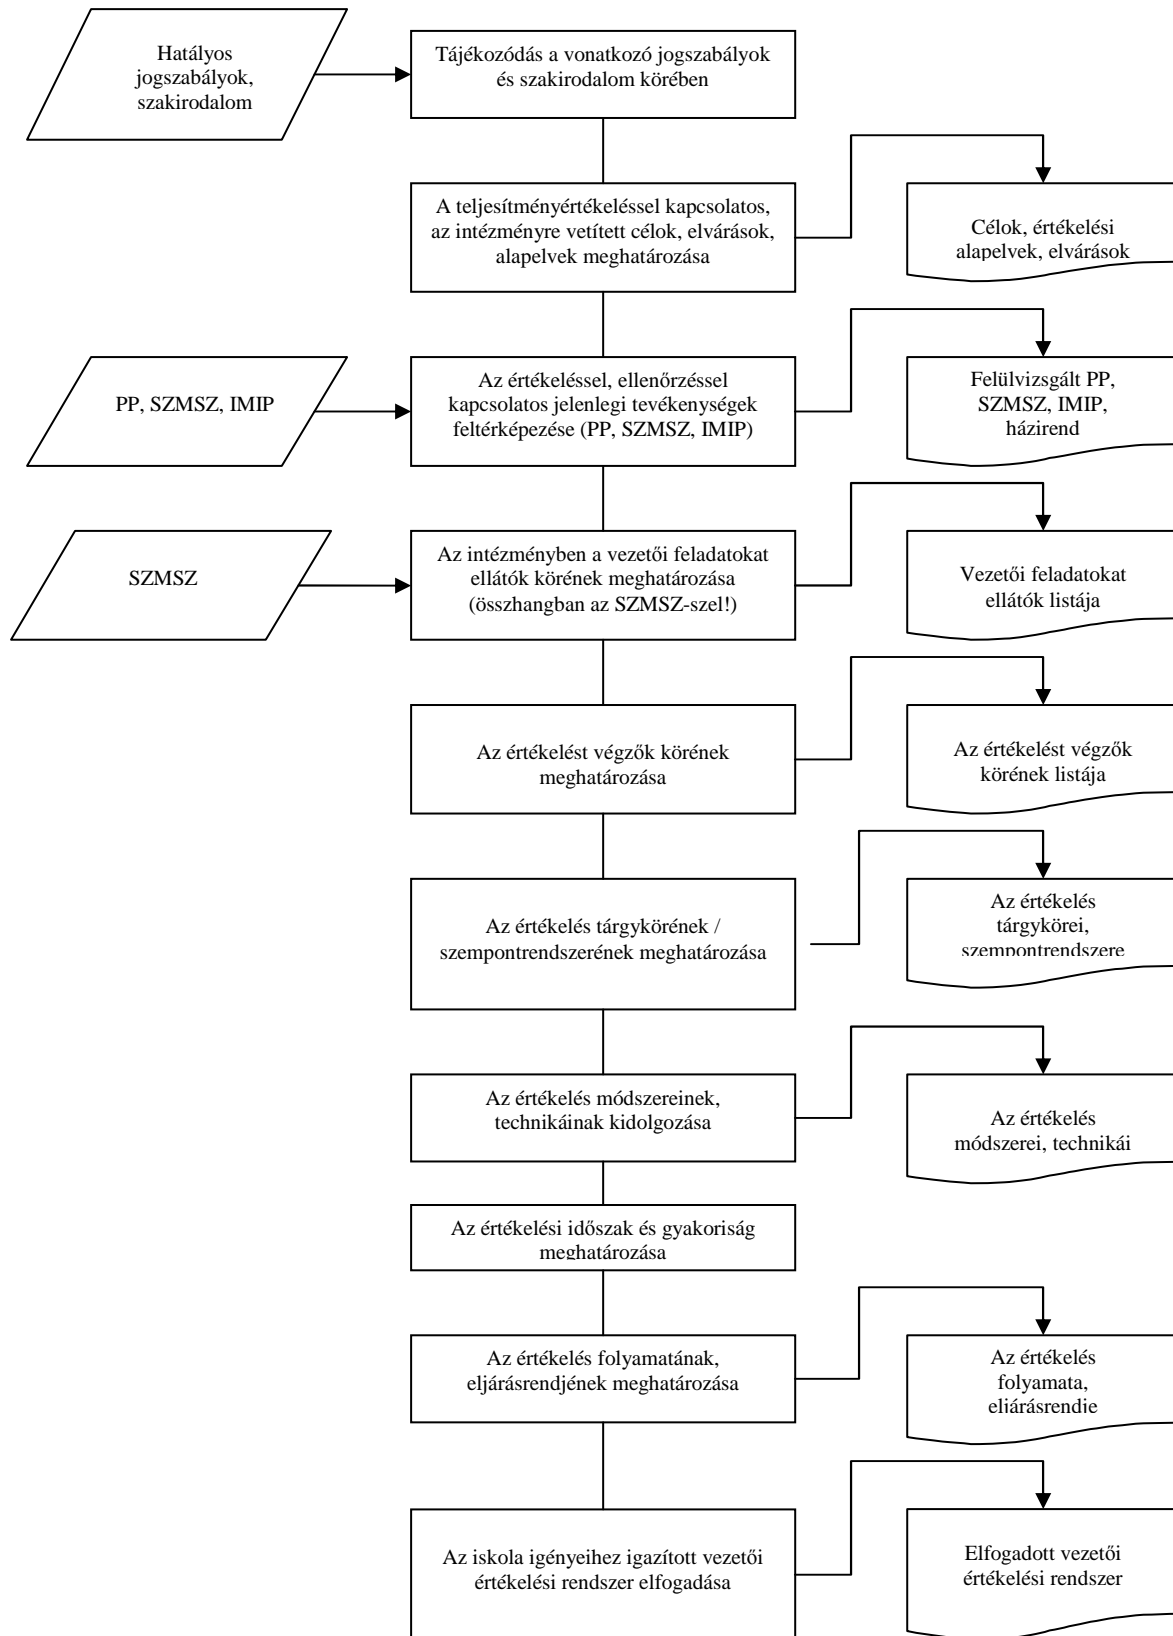 Hatályos
jogszabályok,
szakirodalom
Tájékozódás a vonatkozó jogszabályok
és szakirodalom körében
A teljesítményértékeléssel kapcsolatos,
az intézményre vetített célok, elvárások,
alapelvek meghatározása
Célok, értékelési
alapelvek, elvárások
PP, SZMSZ, IMIP
Az értékeléssel, ellenőrzéssel
kapcsolatos jelenlegi tevékenységek
feltérképezése (PP, SZMSZ, IMIP)
Felülvizsgált PP,
SZMSZ, IMIP,
házirend
SZMSZ
Az intézményben a vezetői feladatokat
ellátók körének meghatározása
(összhangban az SZMSZ-szel!)
Vezetői feladatokat
ellátók listája
Az értékelést végzők körének
meghatározása
Az értékelést végzők
körének listája
Az értékelés tárgykörének /
szempontrendszerének meghatározása
Az értékelés
tárgykörei,
szempontrendszere
Az értékelés módszereinek,
technikáinak kidolgozása
Az értékelés
módszerei, technikái
Az értékelési időszak és gyakoriság
meghatározása
Az értékelés folyamatának,
eljárásrendjének meghatározása
Az értékelés
folyamata,
eljárásrendje
Az iskola igényeihez igazított vezetői
értékelési rendszer elfogadása
Elfogadott vezetői
értékelési rendszer